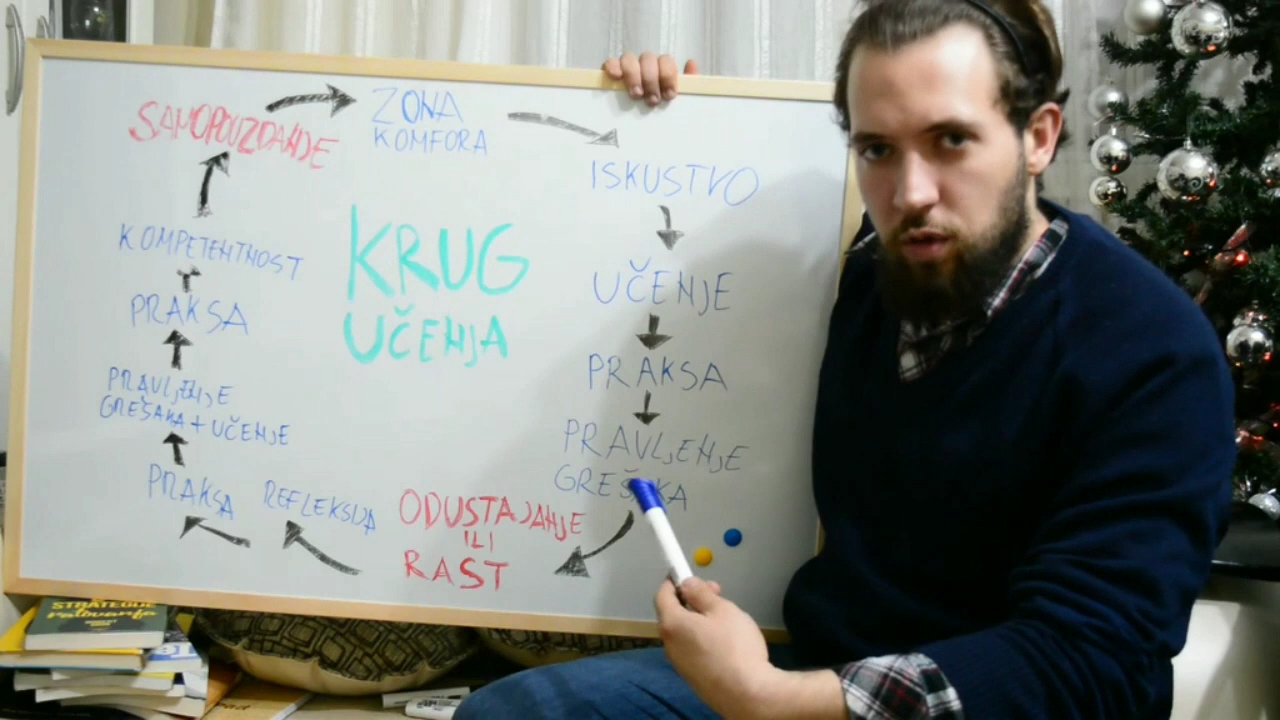 KRUG
UČENJA
ZONA
KOMFORA
ISKUSTVO
UČENJE
PRAKSA
PRAVLJENJE
GREŠAKA
ODUSTAJANJE
ILI
RAST
REFLEKSIJA
PRAKSA
PRAVLJENJE
GREŠAKA + UČENJE
PRAKSA
KOMPETENTNOST
SAMOPOUZDANJE
STRATEGIJE